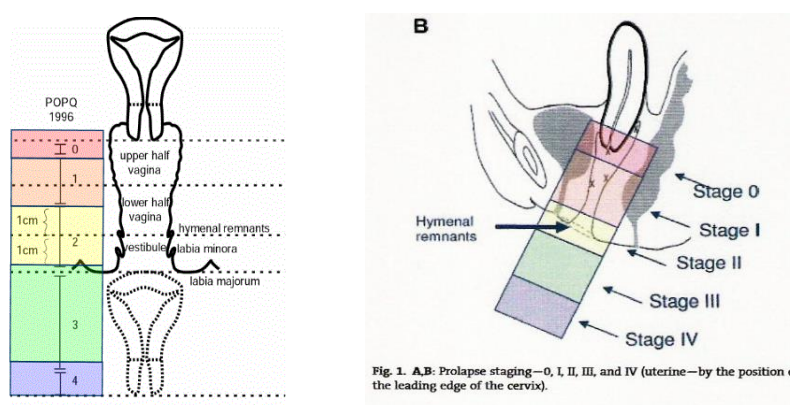 POPQ
1996
0
1
1cm
1cm
2
3
4
upper half
vagina
lower half
vagina
hymenal remnants
vestibule
labia minora
labia majorum
B
x
x
x
Hymenal
remnants
Stage 0
Stage I
Stage II
Stage III
Stage IV
Fig. 1. A,B: Prolapse staging—0, I, II, III, and IV (uterine—by the position
the leading edge of the cervix).